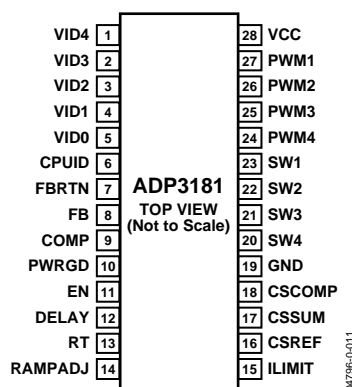 VID4 1
VID3 2
VID2 3
VID1 4
VID0 5
CPUID 6
FBRTN 7
FB 8
COMP 9
PWRGD 10
EN 11
DELAY 12
RT 13
RAMPADJ 14
ADP3181
TOP VIEW
(Not to Scale)
28 VCC
27 PWM1
26 PWM2
25 PWM3
24 PWM4
23 SW1
22 SW2
21 SW3
20 SW4
19 GND
18 CSCOMP
17 CSSUM
16 CSREF
15 ILIMIT
04796-0-011